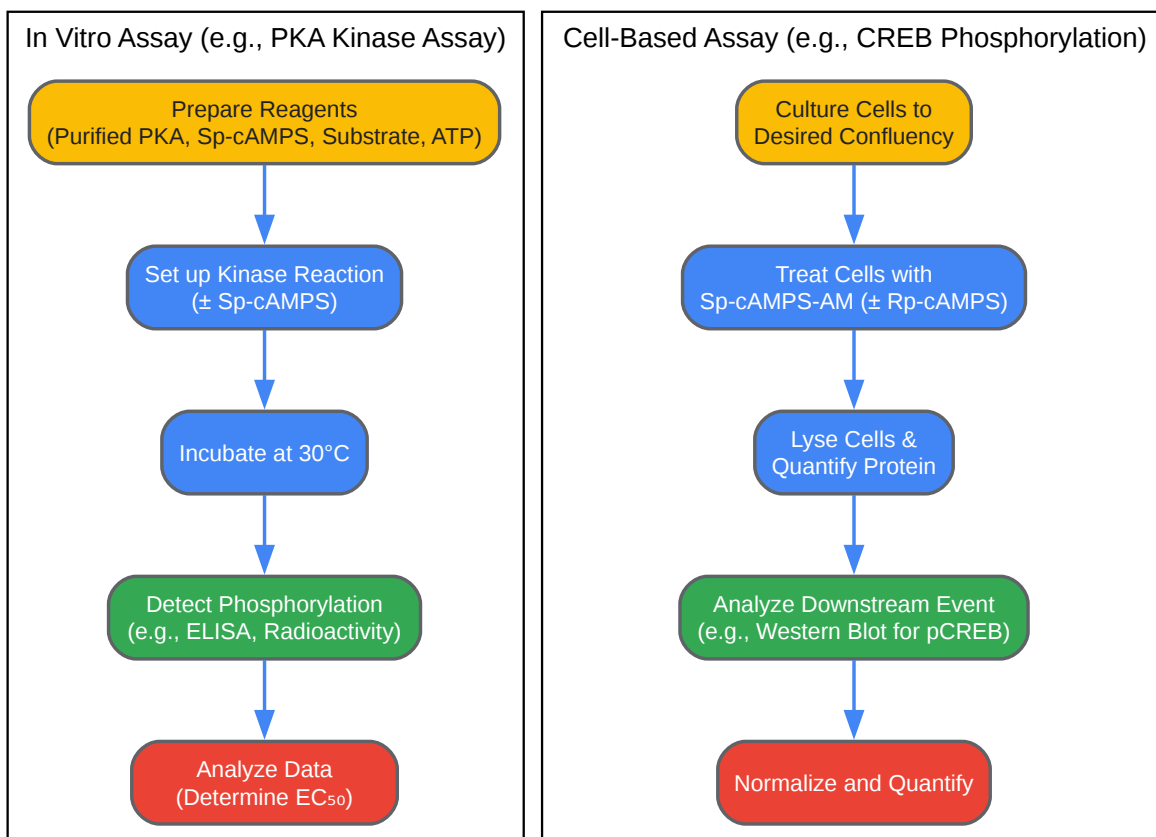 In Vitro Assay (e.g., PKA Kinase Assay)
Prepare Reagents
(Purified PKA, Sp-cAMPS, Substrate, ATP)
Set up Kinase Reaction
(± Sp-cAMPS)
Incubate at 30°C
Detect Phosphorylation
(e.g., ELISA, Radioactivity)
Analyze Data
(Determine EC₅₀)
Cell-Based Assay (e.g., CREB Phosphorylation)
Culture Cells to
Desired Confluency
Treat Cells with
Sp-cAMPS-AM (± Rp-cAMPS)
Lyse Cells &
Quantify Protein
Analyze Downstream Event
(e.g., Western Blot for pCREB)
Normalize and Quantify